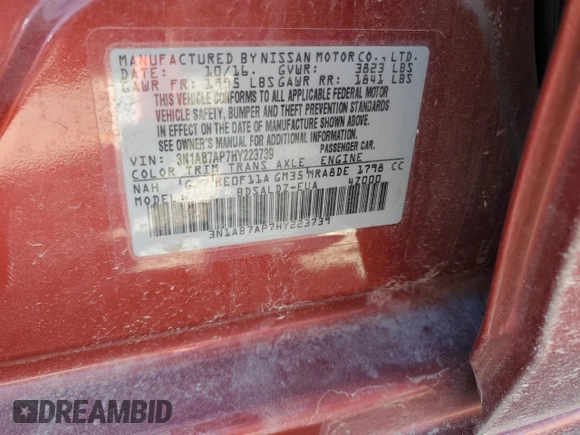 MANUFACTURED BY NISSAN MOTOR CO., LTD.
DATE: 10/16. GVWR: 3823 LBS
GAWR FR: 1995 LBS GAWR RR: 1841 LBS
THIS VEHICLE CONFORMS TO ALL APPLICABLE FEDERAL MOTOR
VEHICLE SAFETY, BUMPER AND THEFT PREVENTION STANDARDS
IN EFFECT ON THE DATE OF MANUFACTURE SHOWN ABOVE.
SEE OWNER'S MANUAL FOR ADDITIONAL INFORMATION.
VIN: 3N1AB7AP7HY223739 PASSENGER CAR.
COLOR TRIM TRANS AXLE ENGINE
NAH G RE0F11A GM35 MRA8DE 1798 CC
MODEL: BDSALDZ-EUA 47000
3N1AB7AP7HY223739
DREAMBID